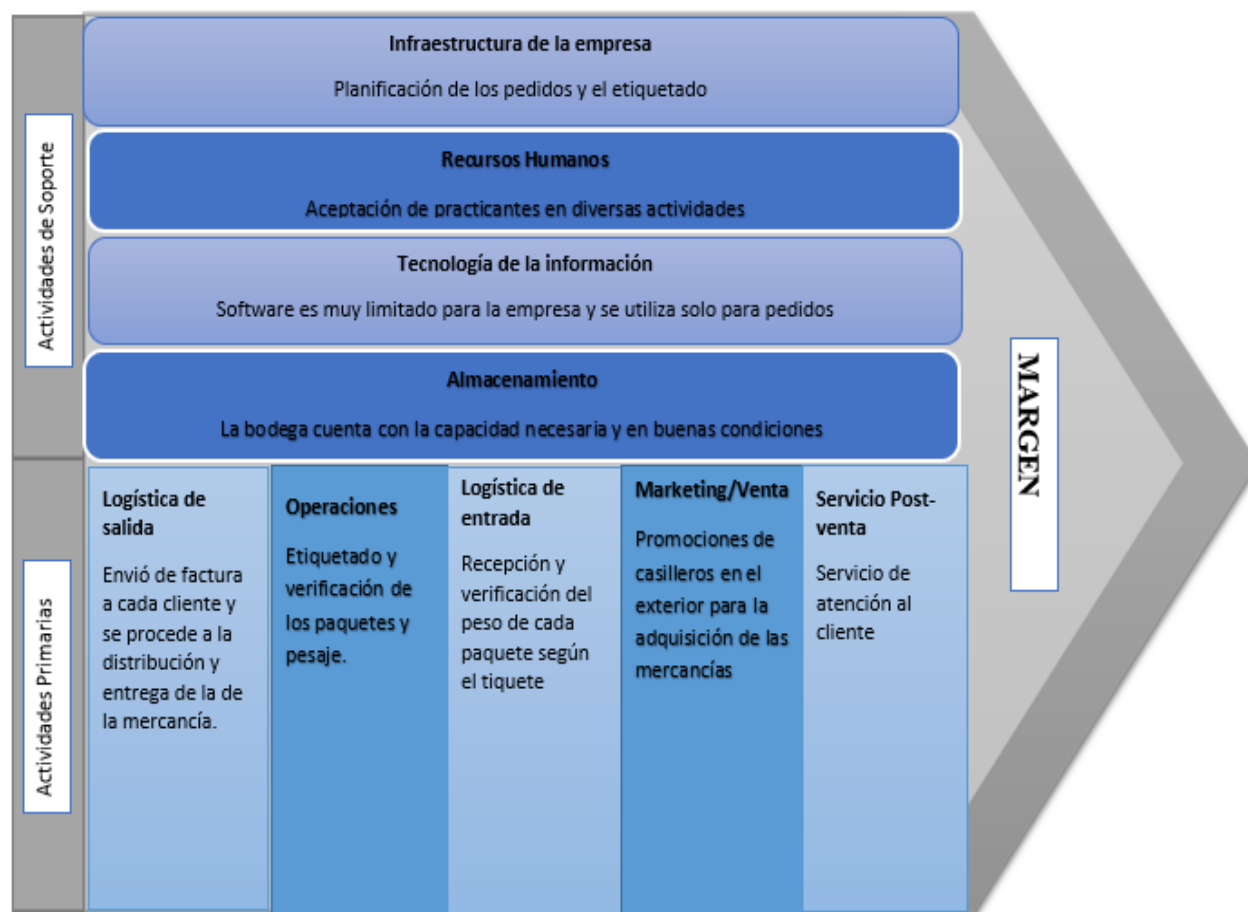 Actividades de Soporte
Infraestructura de la empresa
Planificación de los pedidos y el etiquetado
Recursos Humanos
Aceptación de practicantes en diversas actividades
Tecnología de la información
Software es muy limitado para la empresa y se utiliza solo para pedidos
Almacenamiento
La bodega cuenta con la capacidad necesaria y en buenas condiciones
Actividades Primarias
Logística de
salida
Envió de factura
a cada cliente y
se procede a la
distribución y
entrega de la de
la mercancía.
Operaciones
Etiquetado y
verificación de
los paquetes y
pesaje.
Logística de
entrada
Recepción y
verificación del
peso de cada
paquete según
el tiquete
Marketing/Venta
Promociones de
casilleros en el
exterior para la
adquisición de las
mercancías
Servicio Post-
venta
Servicio de
atención al
cliente
MARGEN